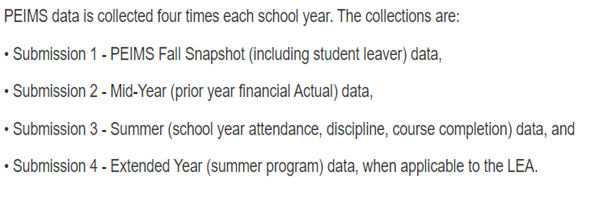 PEIMS data is collected four times each school year. The collections are:
• Submission 1 - PEIMS Fall Snapshot (including student leaver) data,
• Submission 2 - Mid-Year (prior year financial Actual) data,
• Submission 3 - Summer (school year attendance, discipline, course completion) data, and
• Submission 4 - Extended Year (summer program) data, when applicable to the LEA.